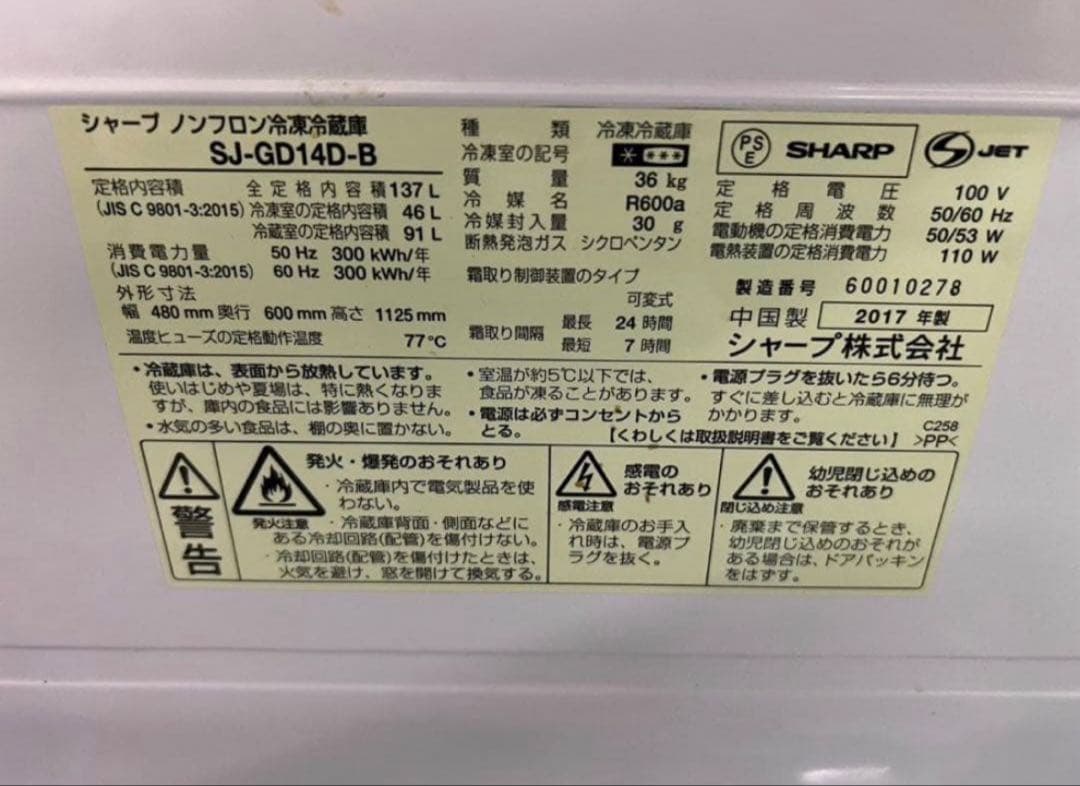 シャープ ノンフロン冷凍冷蔵庫
SJ-GD14D-B
定格内容積 全定格内容積 137 L
(JIS C 9801-3:2015) 冷凍室の定格内容積 46 L
冷蔵室の定格内容積 91 L
消費電力量 50 Hz 300 kWh/年
(JIS C 9801-3:2015) 60 Hz 300 kWh/年
外形寸法
幅 480 mm 奥行 600 mm 高さ 1125 mm
温度ヒューズの定格動作温度 77℃
種類 冷凍冷蔵庫
冷凍室の記号
質量 36 kg
冷媒名 R600a
冷媒封入量 30 g
断熱発泡ガス シクロペンタン
霜取り制御装置のタイプ
可変式
霜取り間隔 最長 24 時間
最短 7 時間
PSE SHARP JET
定格電圧 100 V
定格周波数 50/60 Hz
電動機の定格消費電力 50/53 W
電熱装置の定格消費電力 110 W
製造番号 60010278
中国製 2017 年製
シャープ株式会社
・冷蔵庫は、表面から放熱しています。
使いはじめや夏場は、特に熱くなりま
すが、庫内の食品には影響ありません。
・水気の多い食品は、棚の奥に置かない。
・室温が約5℃以下では、
食品が凍ることがあります。
・電源は必ずコンセントから
とる。
・電源プラグを抜いたら6分待つ。
すぐに差し込むと冷蔵庫に無理が
かかります。
C258
【くわしくは取扱説明書をご覧ください】 >PP<
警告
発火注意
発火・爆発のおそれあり
・冷蔵庫内で電気製品を使
わない。
・冷蔵庫背面・側面などに
ある冷却回路(配管)を傷付けない。
・冷却回路(配管)を傷付けたときは、
火気を避け、窓を開けて換気する。
感電注意
感電の
おそれあり
・冷蔵庫のお手入
れ時は、電源プ
ラグを抜く。
閉じ込め注意
幼児閉じ込めの
おそれあり
・廃棄まで保管するとき、
幼児閉じ込めのおそれが
ある場合は、ドアパッキン
をはずす。